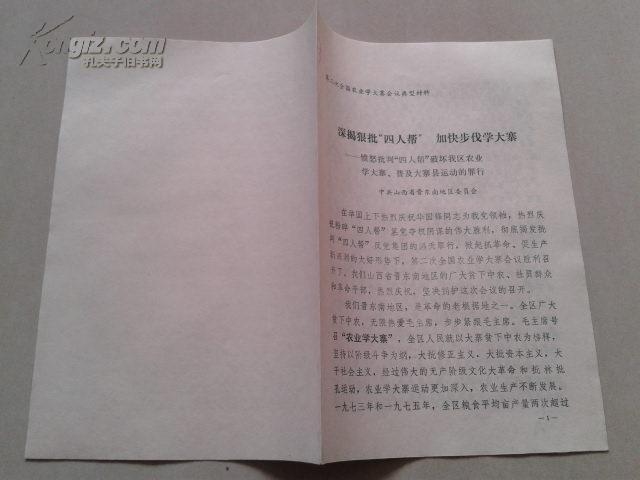 Kongfz.com
孔夫子旧书网
第二次全国农业学大寨会议典型材料
深揭狠批“四人帮” 加快步伐学大寨
——愤怒批判“四人帮”破坏我区农业
学大寨、普及大寨县运动的罪行
中共山西省晋东南地区委员会
在举国上下热烈庆祝华国锋同志为我党领袖，热烈庆
祝粉碎“四人帮”篡党夺权阴谋的伟大胜利，彻底揭发批
判“四人帮”反党集团的滔天罪行，掀起抓革命、促生产
新高潮的大好形势下，第二次全国农业学大寨会议胜利召
开了。我们山西省晋东南地区的广大贫下中农、社员群众
和革命干部，热烈庆祝，坚决拥护这次会议的召开。
我们晋东南地区，是革命的老根据地之一。全区广大
贫下中农，无限热爱毛主席，步步紧跟毛主席。毛主席号
召“农业学大寨”，全区人民就以大寨贫下中农为榜样，
坚持以阶级斗争为纲，大批修正主义，大批资本主义，大
干社会主义，经过伟大的无产阶级文化大革命和批林批
孔运动，农业学大寨运动更加深入，农业生产不断发展。
一九七三年和一九七五年，全区粮食平均亩产量两次超过
—1—